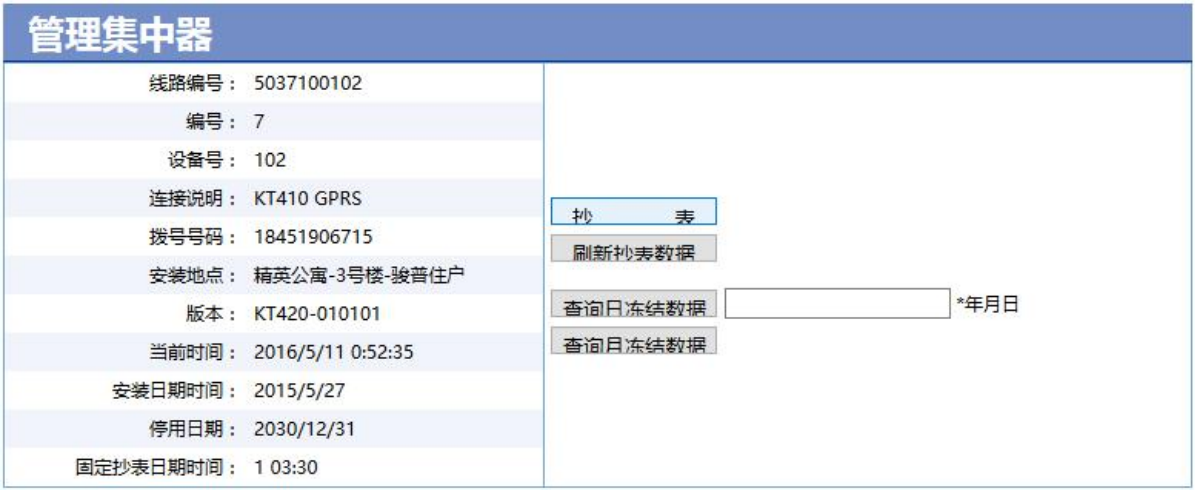 管理集中器
线路编号： 5037100102
编号： 7
设备号： 102
连接说明： KT410 GPRS
拨号号码： 18451906715
安装地点： 精英公寓-3号楼-骏普住户
版本： KT420-010101
当前时间： 2016/5/11 0:52:35
安装日期时间： 2015/5/27
停用日期： 2030/12/31
固定抄表日期时间： 1 03:30
抄 表
刷新抄表数据
查询日冻结数据 *年月日
查询月冻结数据